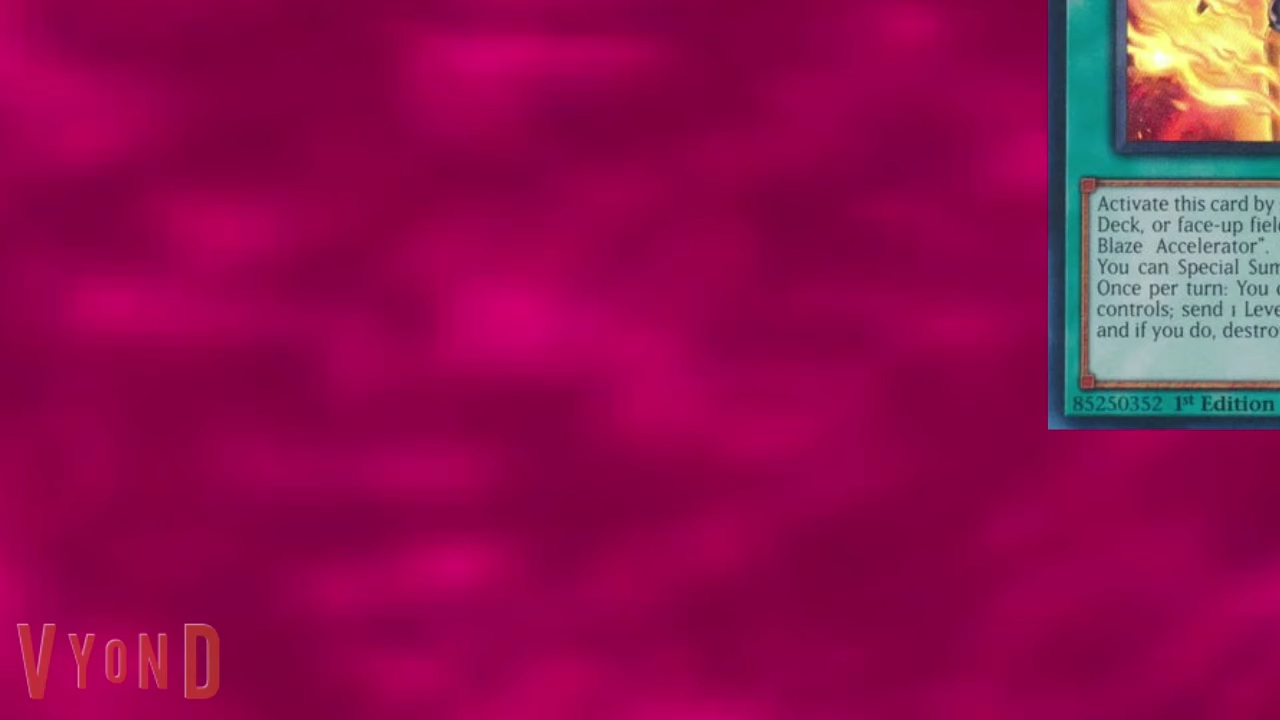 Activate this card by
Deck, or face-up fiel
Blaze Accelerator".
You can Special Sum
Once per turn: You c
controls; send 1 Leve
and if you do, destro
85250352 1st Edition
VYOND